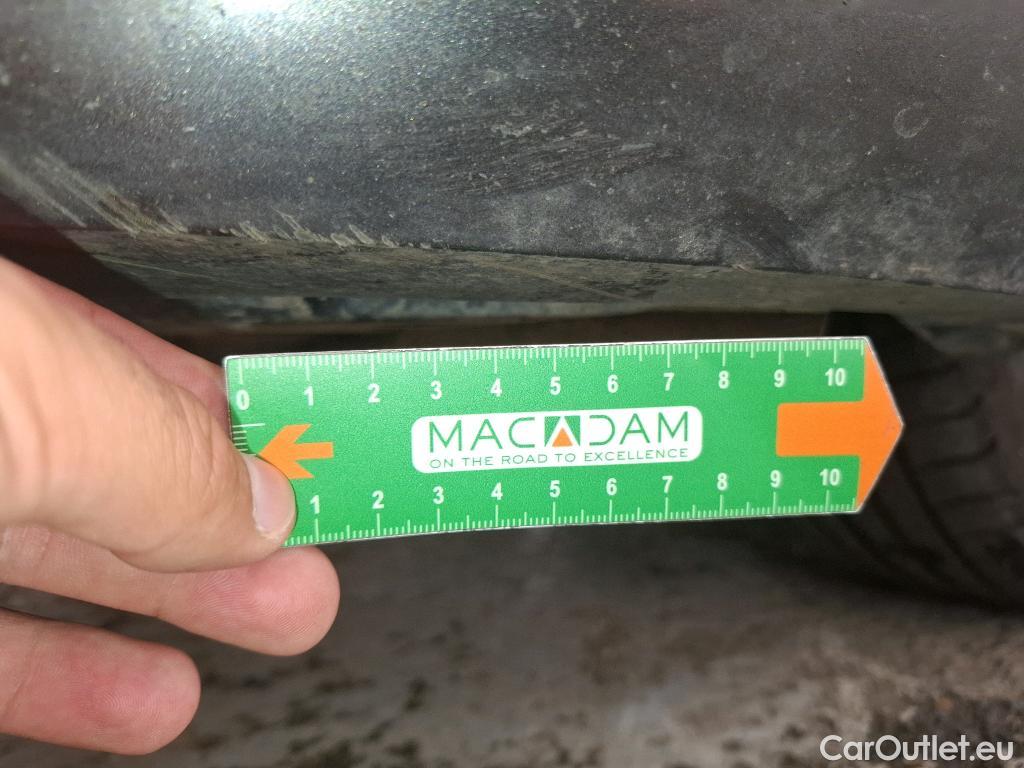 0 1 2 3 4 5 6 7 8 9 10
MACADAM
ON THE ROAD TO EXCELLENCE
1 2 3 4 5 6 7 8 9 10
CarOutlet.eu